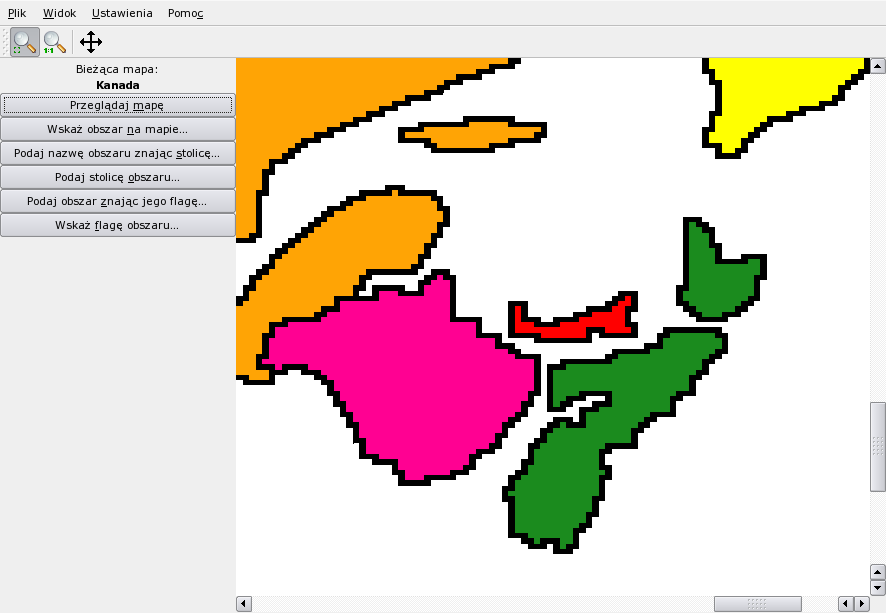 Plik Widok Ustawienia Pomoc
1:1
Bieżąca mapa:
Kanada
Przeglądaj mapę
Wskaż obszar na mapie...
Podaj nazwę obszaru znając stolicę...
Podaj stolicę obszaru...
Podaj obszar znając jego flagę...
Wskaż flagę obszaru...